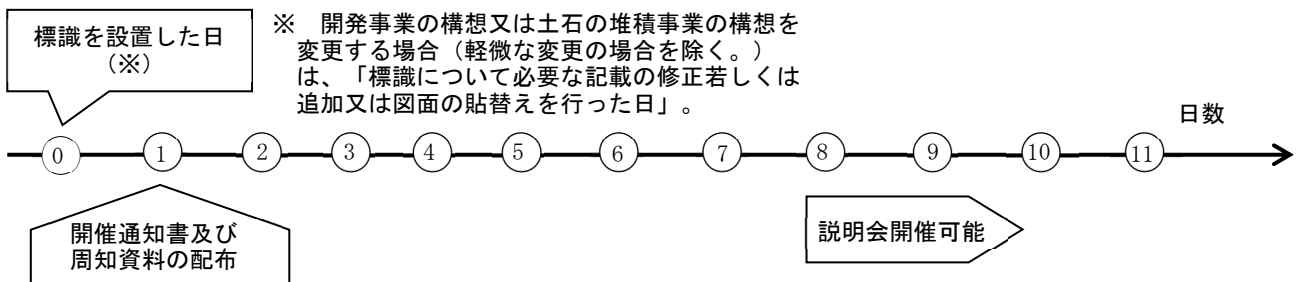 標識を設置した日
（※）
※　開発事業の構想又は土石の堆積事業の構想を
変更する場合（軽微な変更の場合を除く。）
は、「標識について必要な記載の修正若しくは
追加又は図面の貼替えを行った日」。
日数
0 1 2 3 4 5 6 7 8 9 10 11
開催通知書及び
周知資料の配布
説明会開催可能